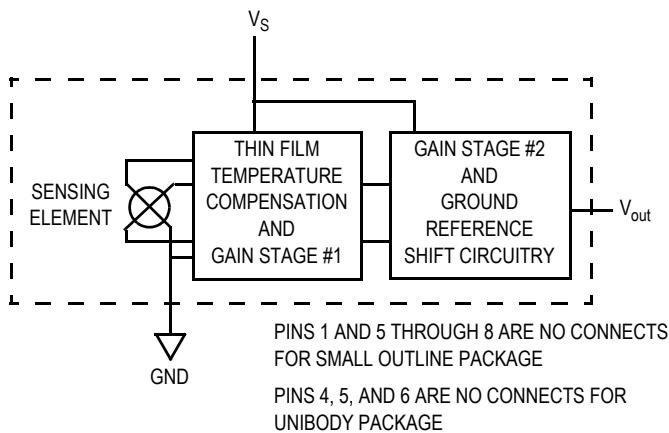 V_S
THIN FILM
TEMPERATURE
COMPENSATION
AND
GAIN STAGE #1
GAIN STAGE #2
AND
GROUND
REFERENCE
SHIFT CIRCUITRY
SENSING
ELEMENT
V_out
GND
PINS 1 AND 5 THROUGH 8 ARE NO CONNECTS
FOR SMALL OUTLINE PACKAGE
PINS 4, 5, AND 6 ARE NO CONNECTS FOR
UNIBODY PACKAGE